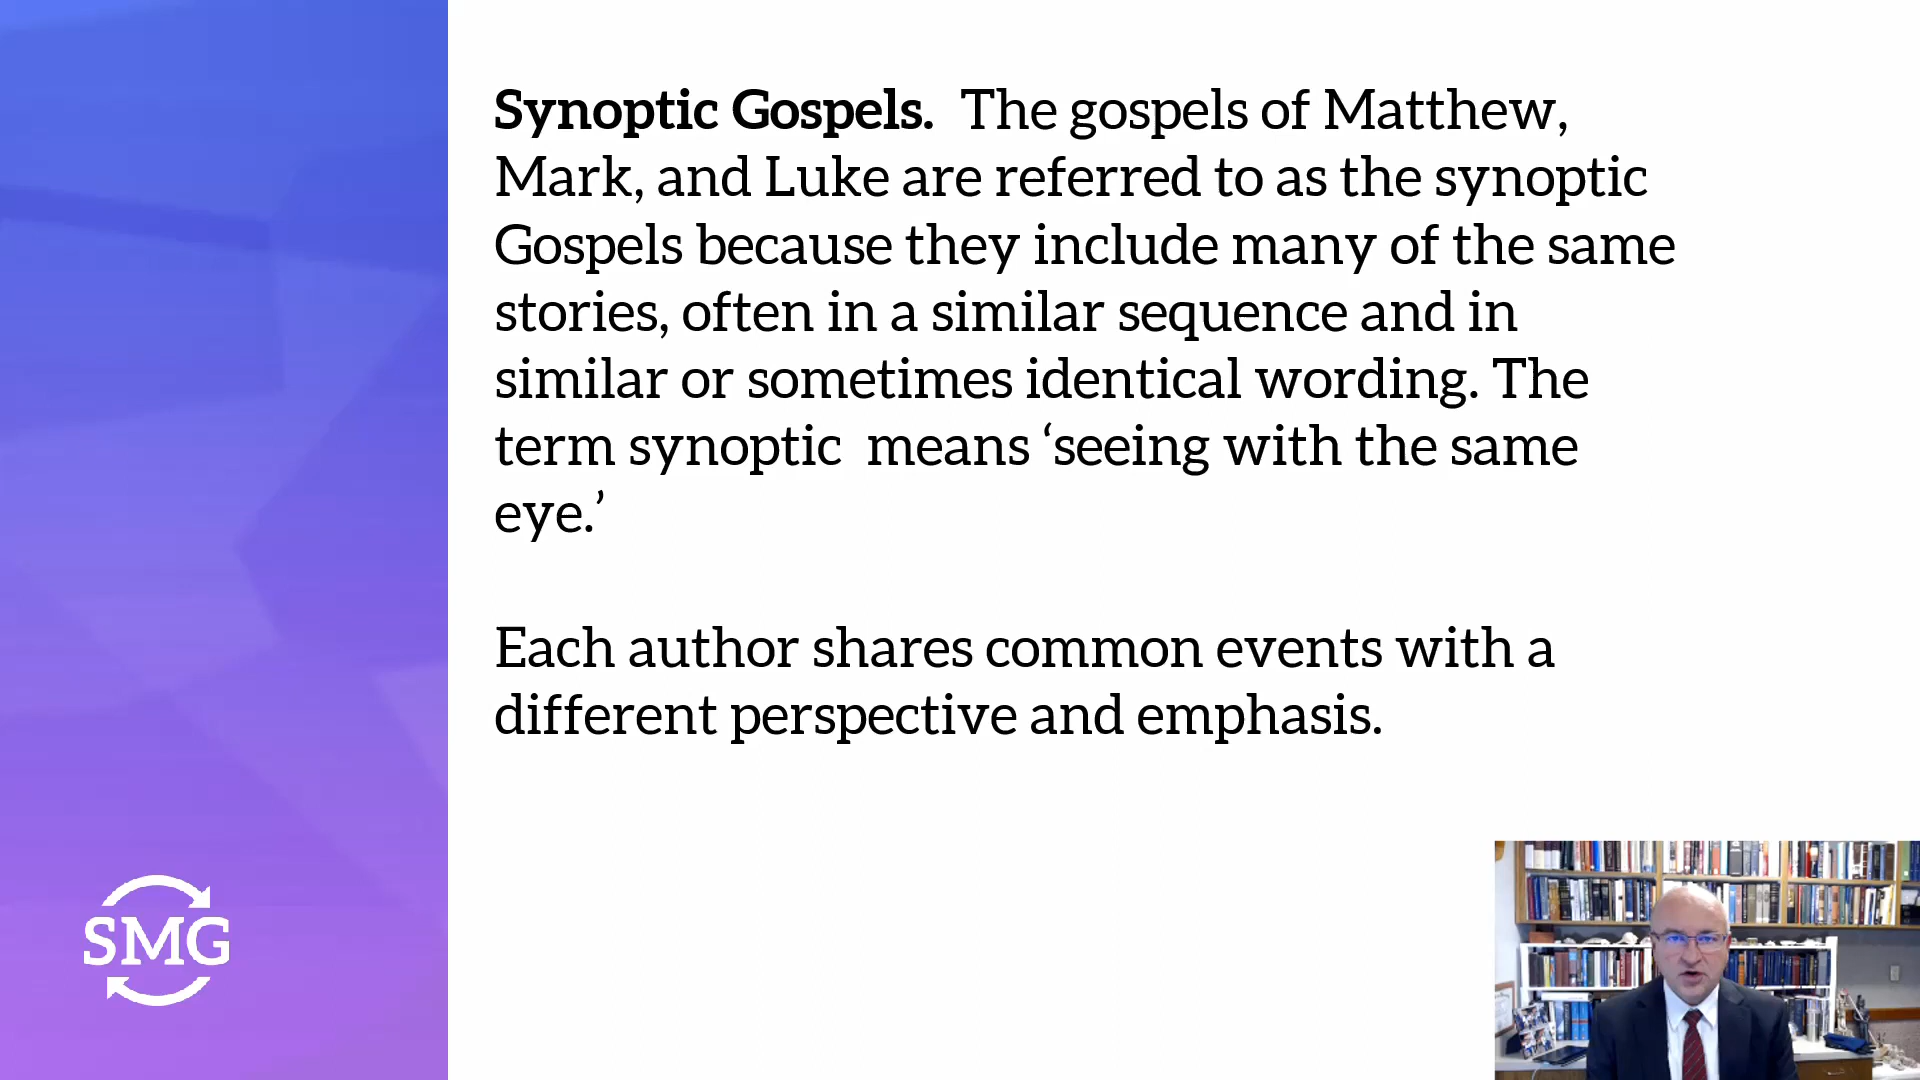 Synoptic Gospels.  The gospels of Matthew,
Mark, and Luke are referred to as the synoptic
Gospels because they include many of the same
stories, often in a similar sequence and in
similar or sometimes identical wording. The
term synoptic  means ‘seeing with the same
eye.’
Each author shares common events with a
different perspective and emphasis.
SMG